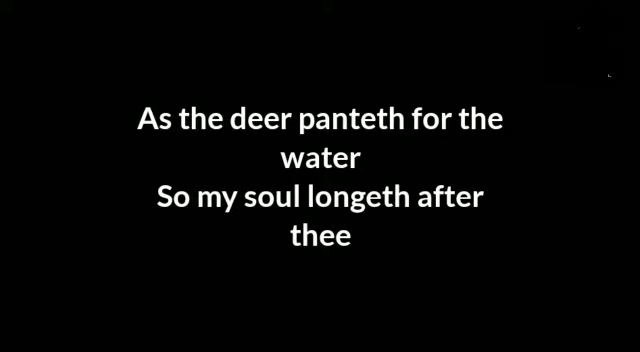 As the deer panteth for the
water
So my soul longeth after
thee